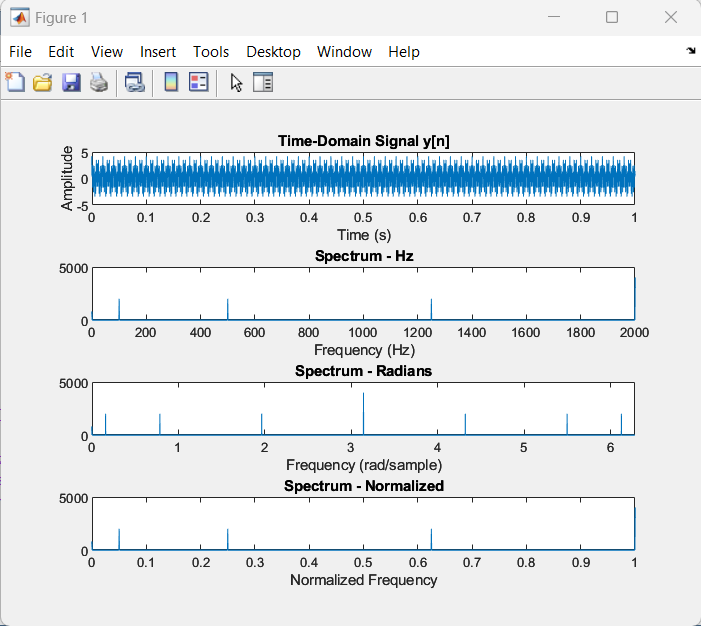 Figure 1
File Edit View Insert Tools Desktop Window Help
Time-Domain Signal y[n]
Amplitude
5
0
-5
0 0.1 0.2 0.3 0.4 0.5 0.6 0.7 0.8 0.9 1
Time (s)
Spectrum - Hz
5000
0
0 200 400 600 800 1000 1200 1400 1600 1800 2000
Frequency (Hz)
Spectrum - Radians
5000
0
0 1 2 3 4 5 6
Frequency (rad/sample)
Spectrum - Normalized
5000
0
0 0.1 0.2 0.3 0.4 0.5 0.6 0.7 0.8 0.9 1
Normalized Frequency